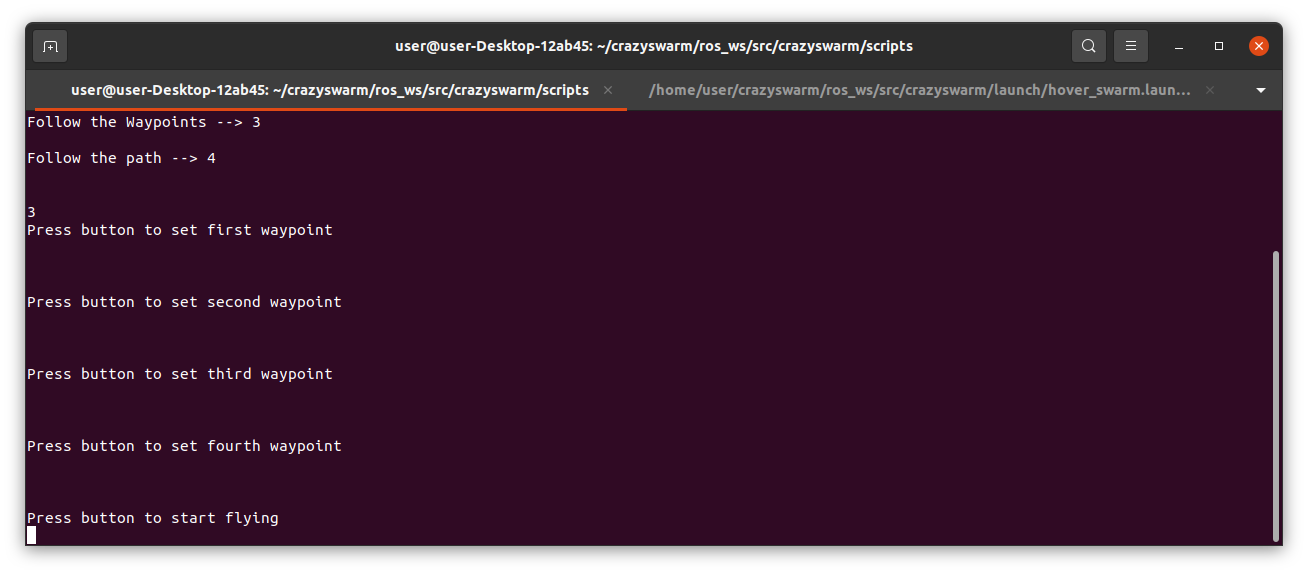 user@user-Desktop-12ab45: ~/crazyswarm/ros_ws/src/crazyswarm/scripts
user@user-Desktop-12ab45: ~/crazyswarm/ros_ws/src/crazyswarm/scripts
/home/user/crazyswarm/ros_ws/src/crazyswarm/launch/hover_swarm.laun...
Follow the Waypoints --> 3
Follow the path --> 4
3
Press button to set first waypoint
Press button to set second waypoint
Press button to set third waypoint
Press button to set fourth waypoint
Press button to start flying